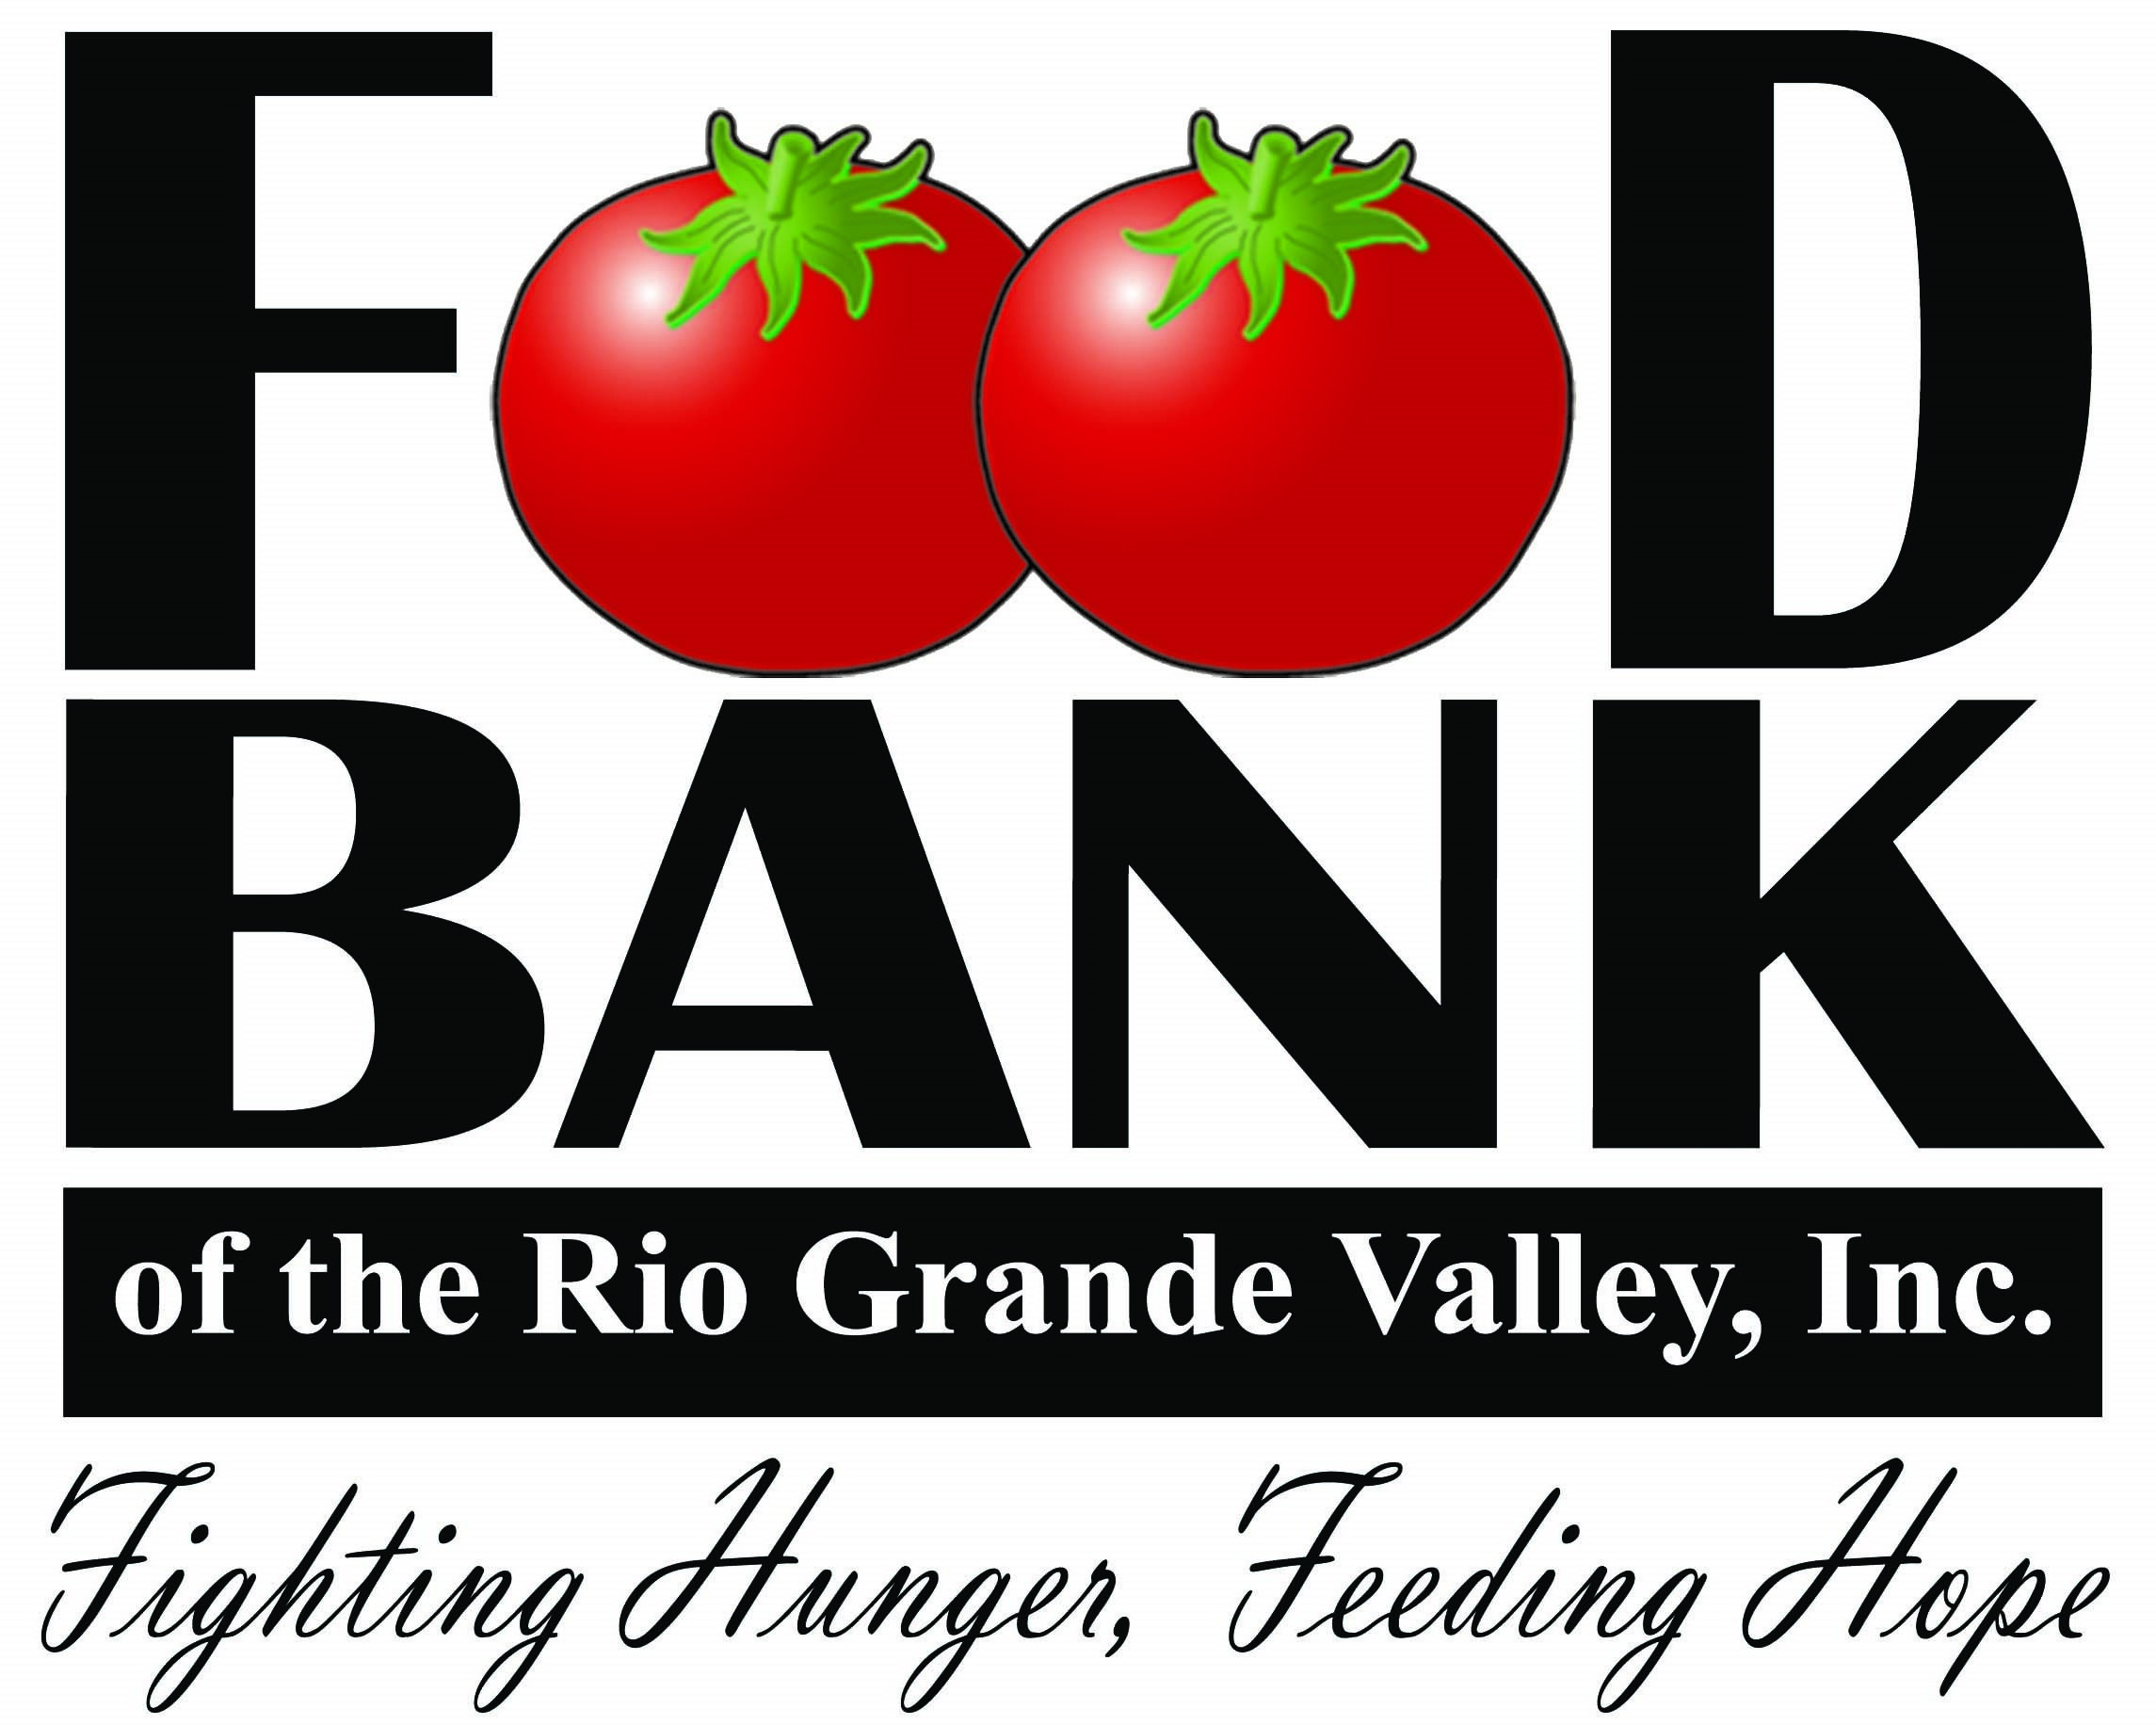 FOOD
BANK
of the Rio Grande Valley, Inc.
Fighting Hunger, Feeding Hope